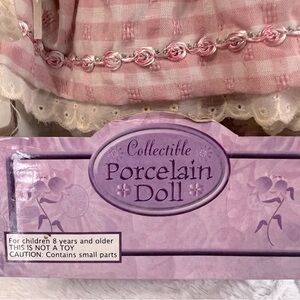 Collectible
Porcelain
Doll
For children 8 years and older
THIS IS NOT A TOY
CAUTION: Contains small parts